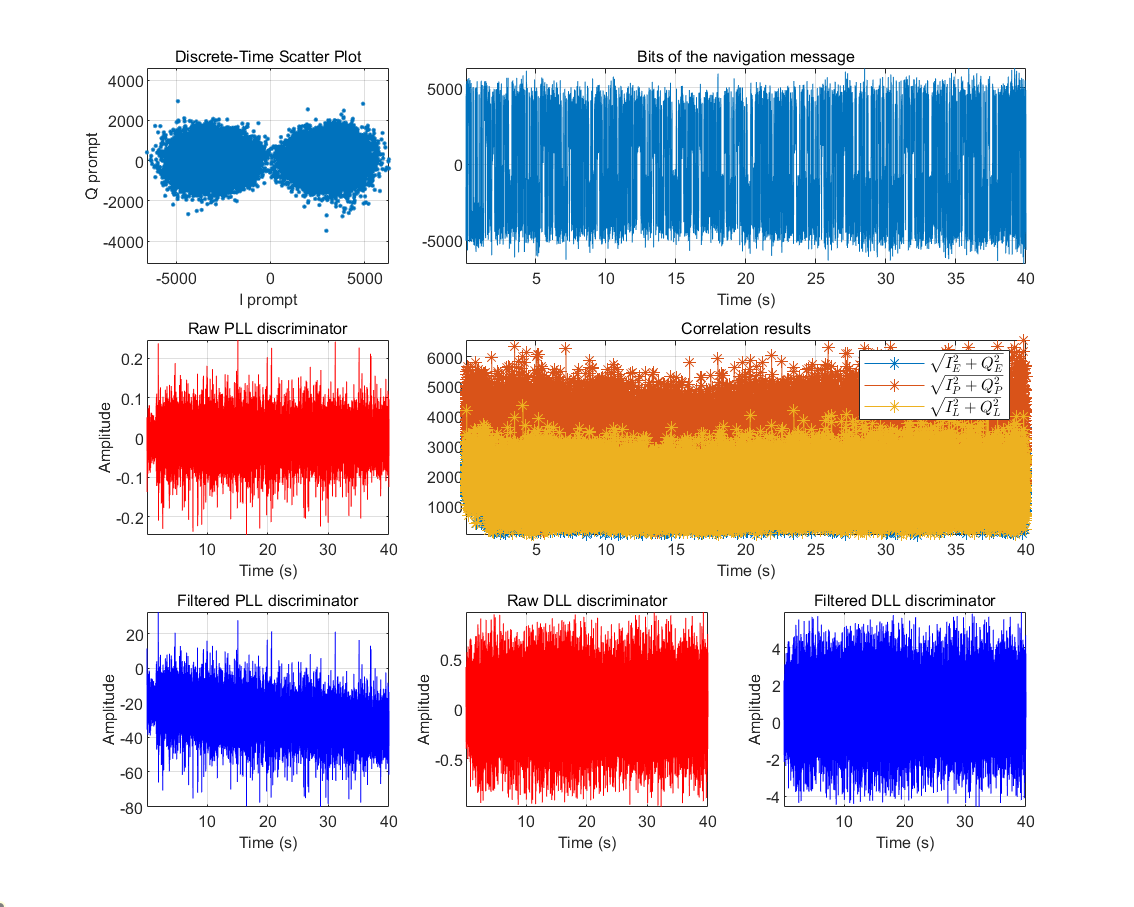 Discrete-Time Scatter Plot
4000
2000
0
-2000
-4000
Q prompt
-5000 0 5000
I prompt
Bits of the navigation message
5000
0
-5000
5 10 15 20 25 30 35 40
Time (s)
Raw PLL discriminator
0.2
0.1
0
-0.1
-0.2
Amplitude
10 20 30 40
Time (s)
Correlation results
6000
5000
4000
3000
2000
1000
√I_E^2 + Q_E^2
√I_P^2 + Q_P^2
√I_L^2 + Q_L^2
5 10 15 20 25 30 35 40
Time (s)
Filtered PLL discriminator
20
0
-20
-40
-60
-80
Amplitude
10 20 30 40
Time (s)
Raw DLL discriminator
0.5
0
-0.5
Amplitude
10 20 30 40
Time (s)
Filtered DLL discriminator
4
2
0
-2
-4
Amplitude
10 20 30 40
Time (s)